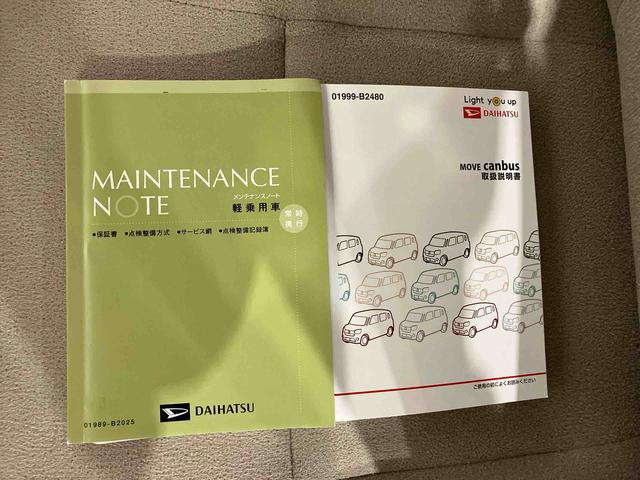 MAINTENANCE
NOTE
メンテナンスノート
軽乗用車
常時
携行
•保証書 •点検整備方式 •サービス網 •点検整備記録簿
DAIHATSU
01989-B2025
01999-B2480
Light you up
DAIHATSU
MOVE canbus
取扱説明書
ご使用の前によくお読みください